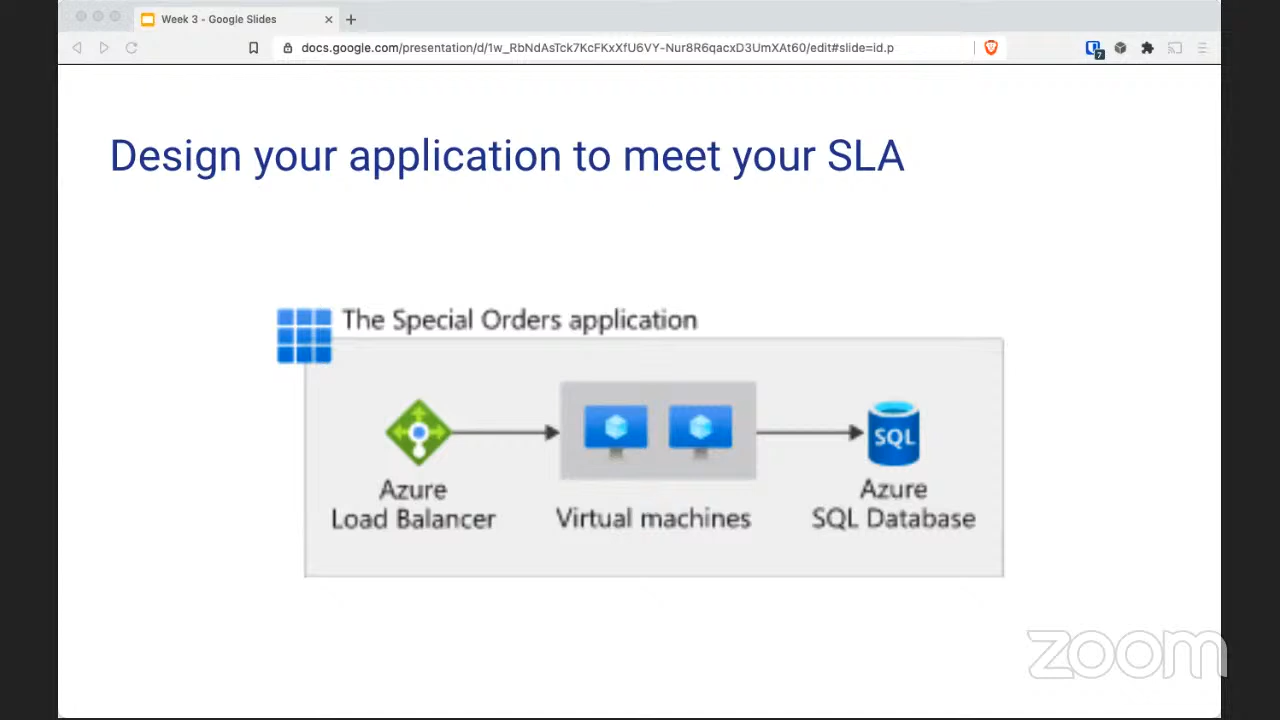 Week 3 - Google Slides
docs.google.com/presentation/d/1w_RbNdAsTck7KcFKxXfU6VY-Nur8R6qacxD3UmXAt60/edit#slide=id.p
7
Design your application to meet your SLA
The Special Orders application
SQL
Azure
Load Balancer
Virtual machines
Azure
SQL Database
zoom